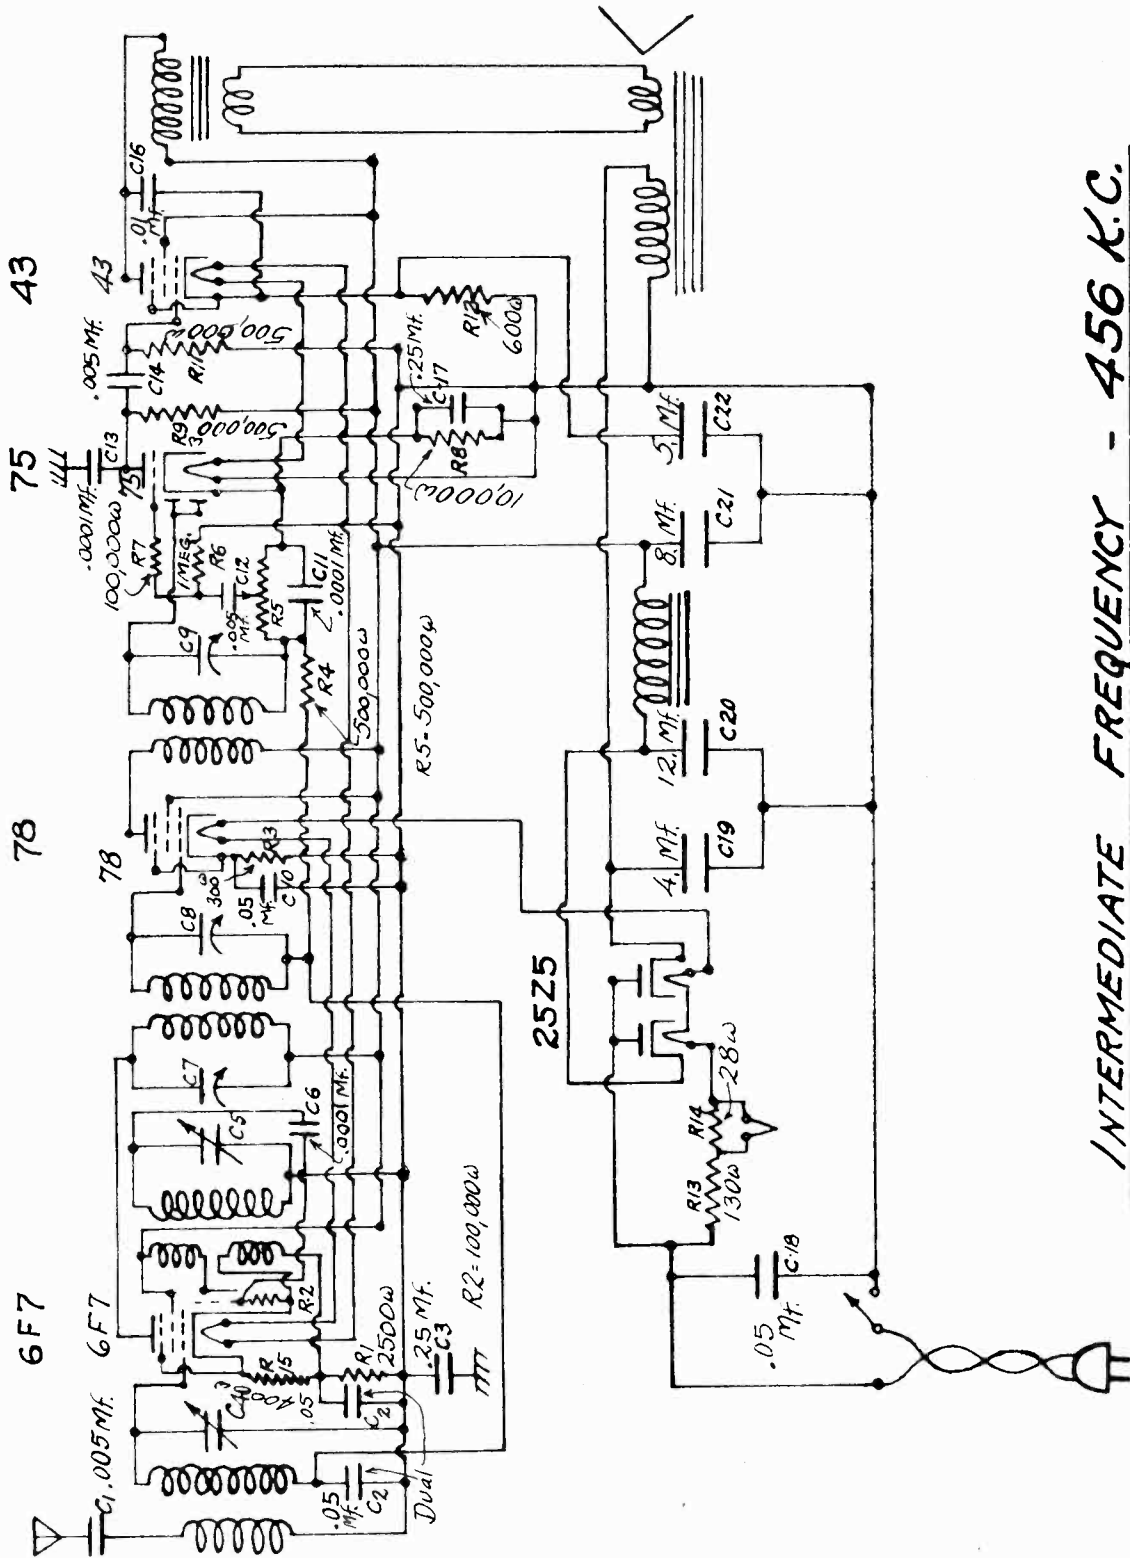 6F7
78
75
43
6F7
78
75
43
C1 .005 Mf.
C40
R15
400 ω
.05
C2
.05 Mf.
C2
Dual
R1
2500ω
.25 Mf.
C3
R2
R2=100,000ω
C5
C6
.0001 Mf.
C7
C8
.05 Mf.
C10
300 ω
R3
C9
R4
500,000ω
R5-500,000ω
.005 Mf.
C12
R5
C11
.0001 Mf.
1 MEG.
R6
R7
100,000ω
.0001 Mf.
C13
R9
500,000
.005 Mf.
C14
R11
500,000ω
.01 Mf.
C16
.25 Mf.
C17
R8
10,000ω
R12
600ω
25Z5
4. Mf.
C19
12. Mf.
C20
8. Mf.
C21
5. Mf.
C22
R13
130ω
R14
28ω
.05 Mf.
C18
INTERMEDIATE FREQUENCY - 456 K.C.